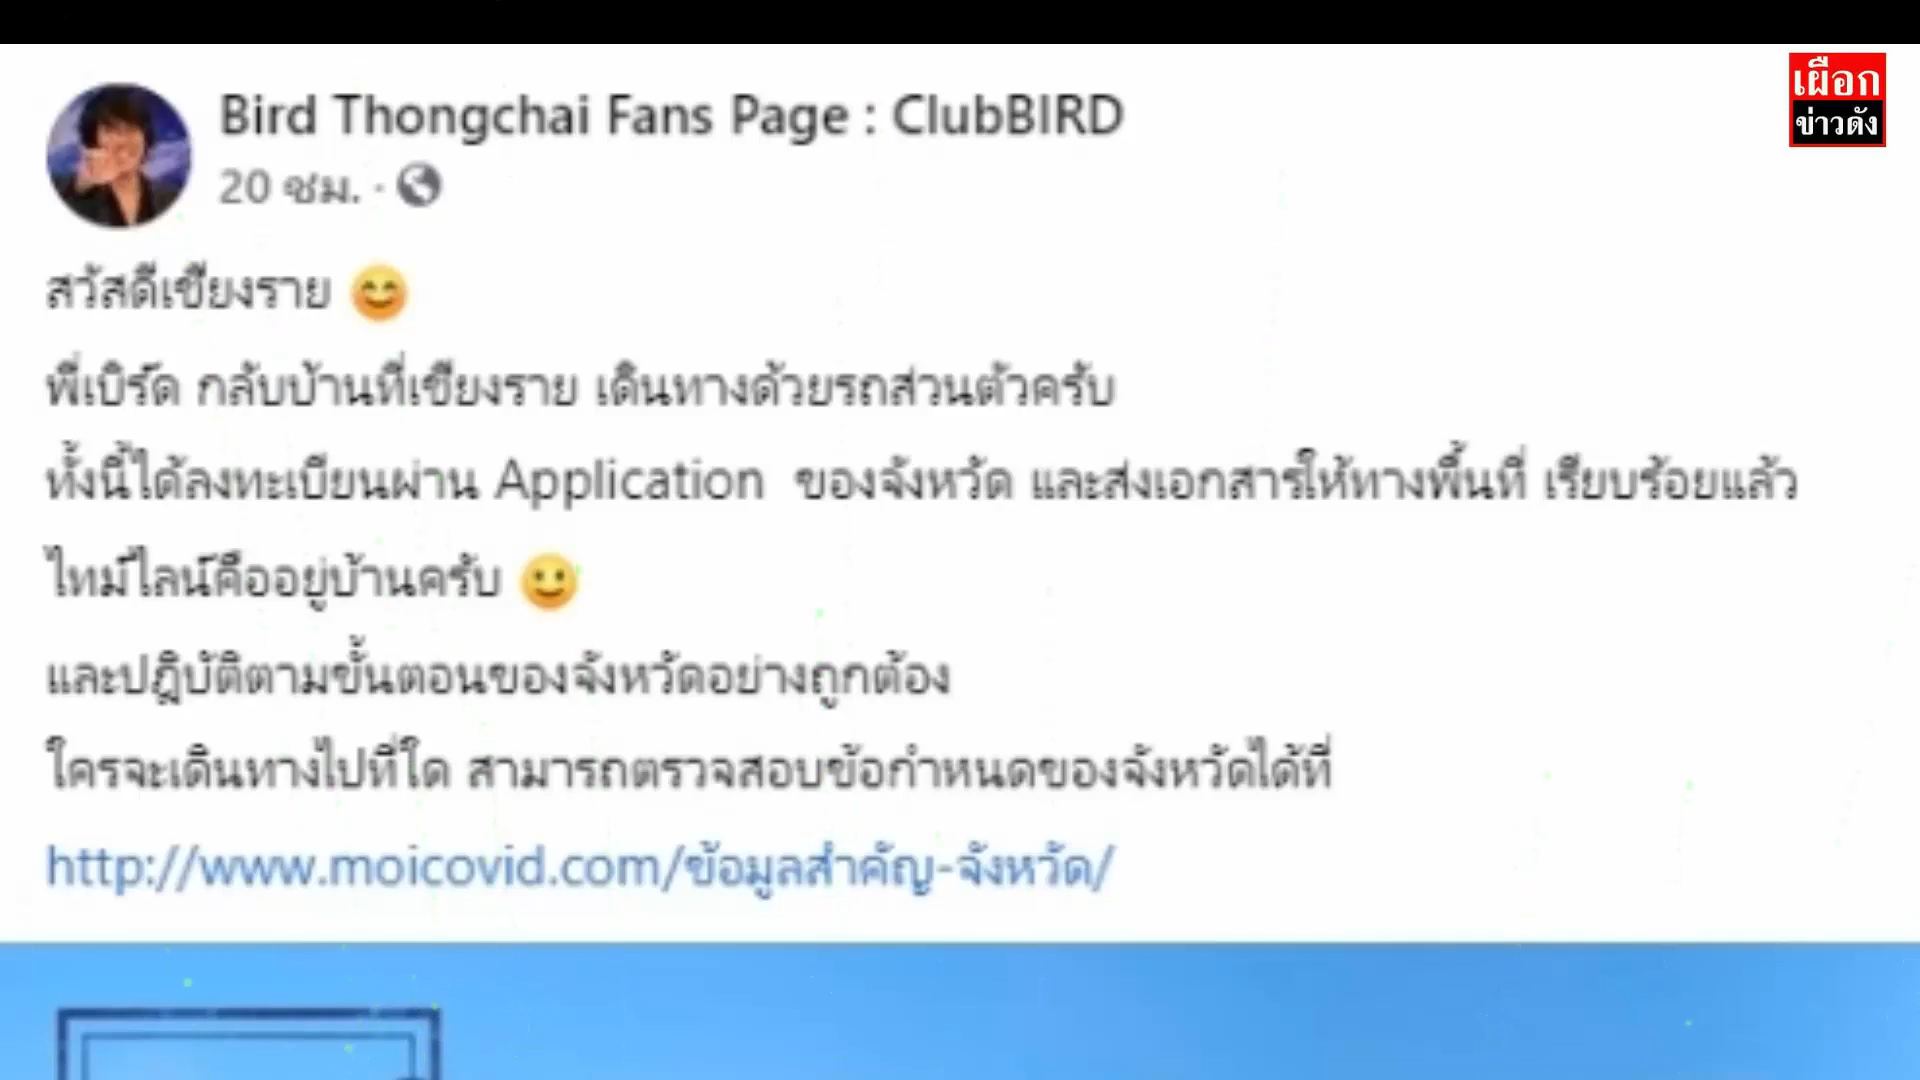 Bird Thongchai Fans Page : ClubBIRD
เผือก
ข่าวดัง
20 ชม. ·
สวัสดีเชียงราย 😊
พี่เบิร์ด กลับบ้านที่เชียงราย เดินทางด้วยรถส่วนตัวครับ
ทั้งนี้ได้ลงทะเบียนผ่าน Application ของจังหวัด และส่งเอกสารให้ทางพื้นที่ เรียบร้อยแล้ว
ไทม์ไลน์คืออยู่บ้านครับ 🙂
และปฎิบัติตามขั้นตอนของจังหวัดอย่างถูกต้อง
ใครจะเดินทางไปที่ใด สามารถตรวจสอบข้อกำหนดของจังหวัดได้ที่
http://www.moicovid.com/ข้อมูลสำคัญ-จังหวัด/